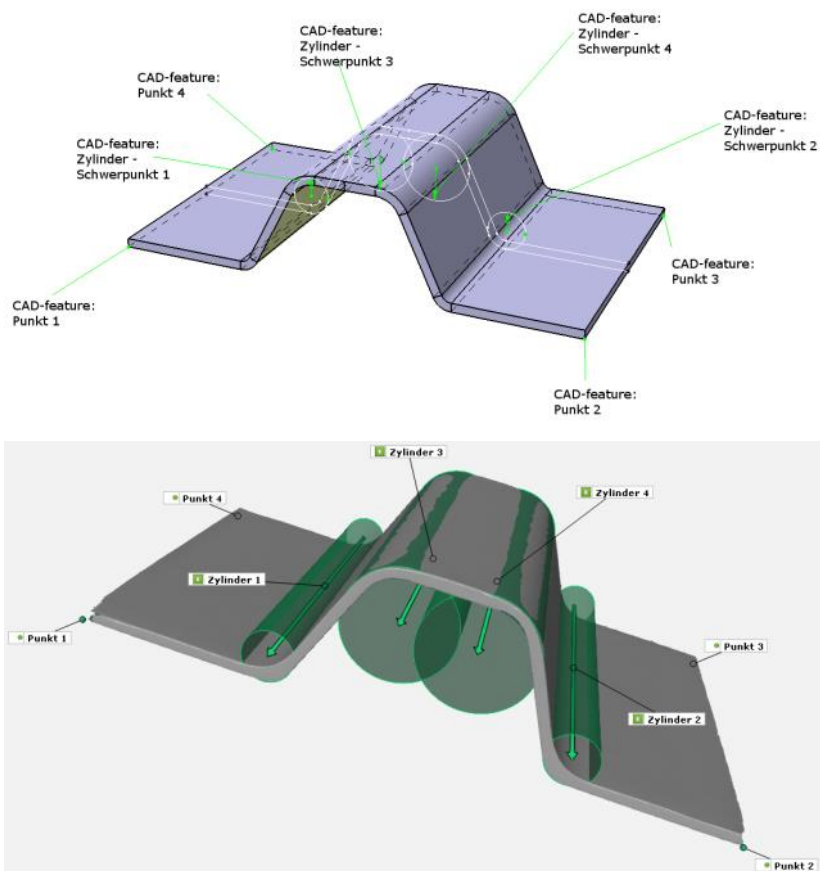 CAD-feature:
Zylinder -
Schwerpunkt 3
CAD-feature:
Zylinder -
Schwerpunkt 4
CAD-feature:
Punkt 4
CAD-feature:
Zylinder -
Schwerpunkt 1
CAD-feature:
Zylinder -
Schwerpunkt 2
CAD-feature:
Punkt 1
CAD-feature:
Punkt 3
CAD-feature:
Punkt 2
Zylinder 3
Punkt 4
Zylinder 4
Zylinder 1
Punkt 1
Punkt 3
Zylinder 2
Punkt 2